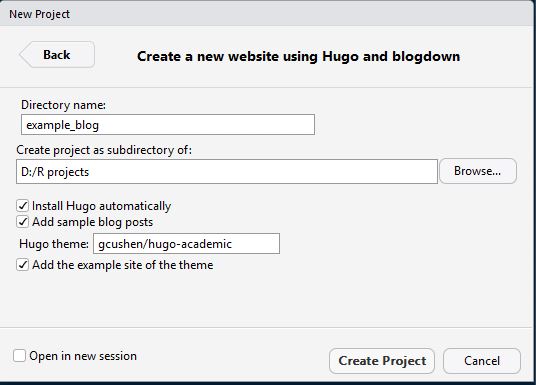 New Project
Back
Create a new website using Hugo and blogdown
Directory name:
example_blog
Create project as subdirectory of:
D:/R projects
Browse...
Install Hugo automatically
Add sample blog posts
Hugo theme: gcushen/hugo-academic
Add the example site of the theme
Open in new session
Create Project
Cancel